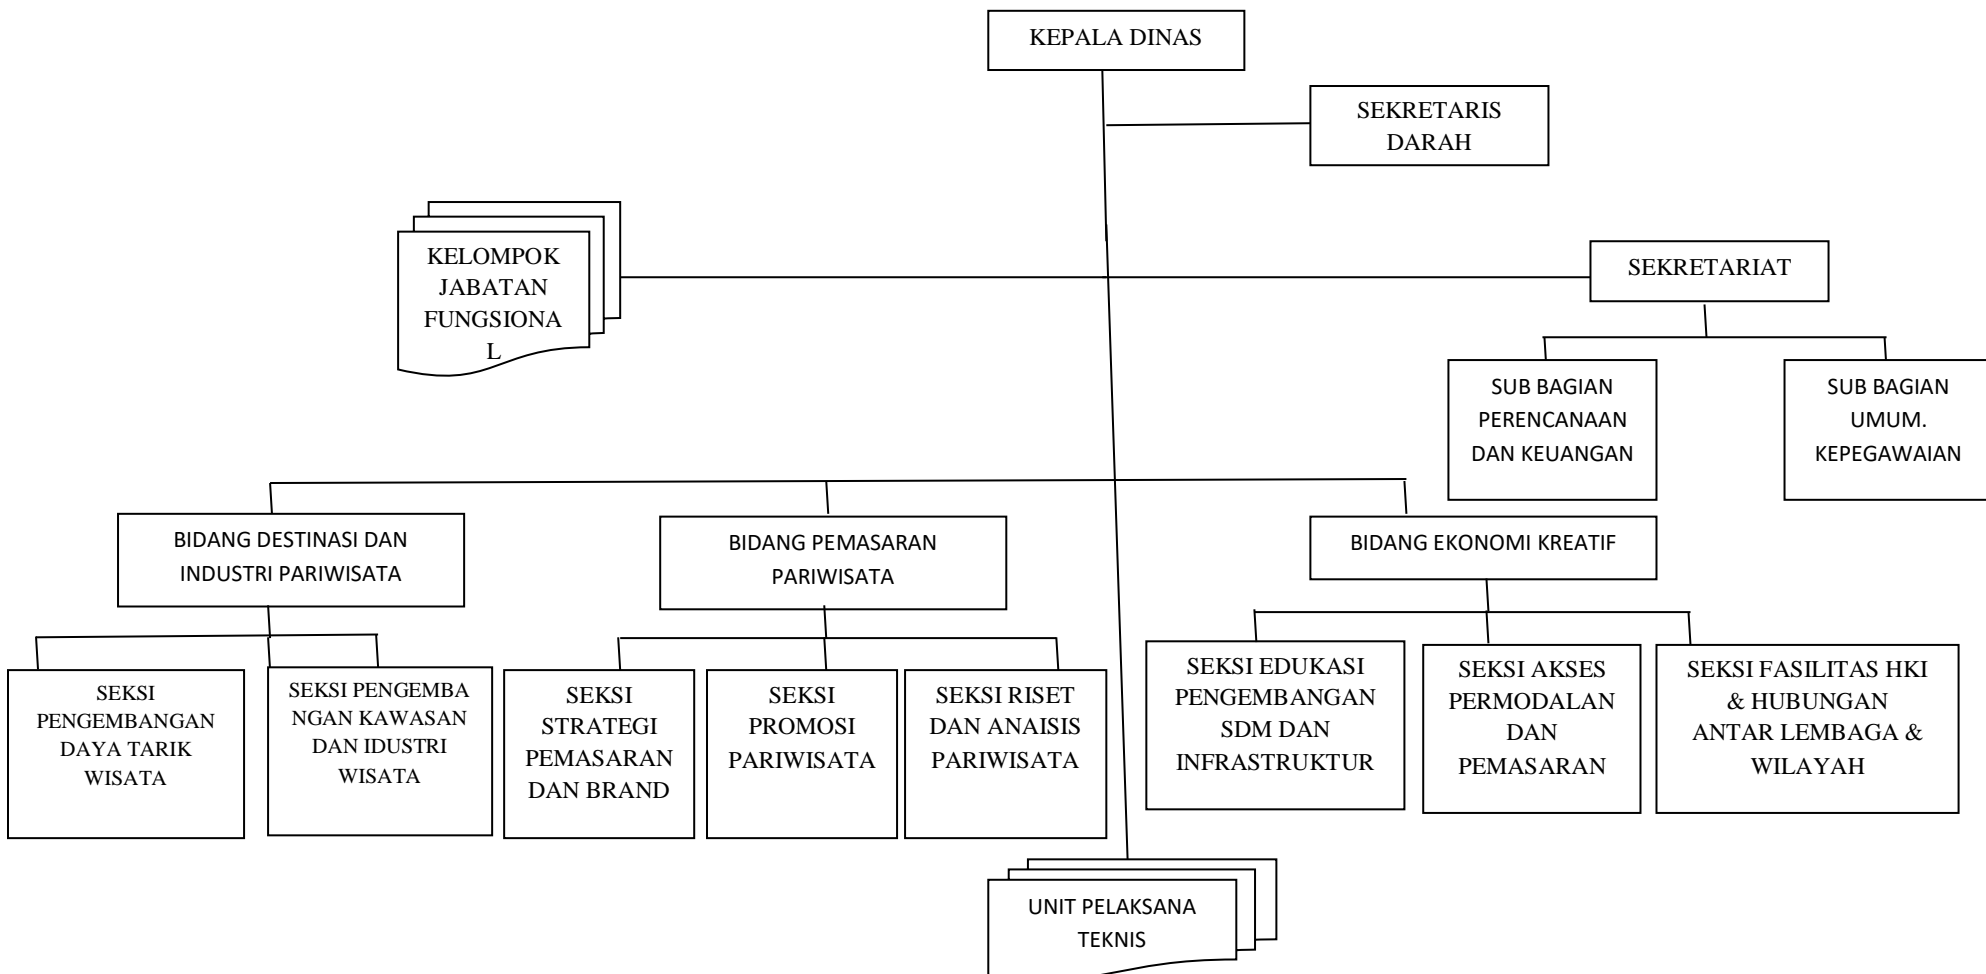 KEPALA DINAS
SEKRETARIS
DARAH
KELOMPOK
JABATAN
FUNGSIONA
L
SEKRETARIAT
SUB BAGIAN
PERENCANAAN
DAN KEUANGAN
SUB BAGIAN
UMUM.
KEPEGAWAIAN
BIDANG DESTINASI DAN
INDUSTRI PARIWISATA
BIDANG PEMASARAN
PARIWISATA
BIDANG EKONOMI KREATIF
SEKSI
PENGEMBANGAN
DAYA TARIK
WISATA
SEKSI PENGEMBA
NGAN KAWASAN
DAN IDUSTRI
WISATA
SEKSI
STRATEGI
PEMASARAN
DAN BRAND
SEKSI
PROMOSI
PARIWISATA
SEKSI RISET
DAN ANAISIS
PARIWISATA
SEKSI EDUKASI
PENGEMBANGAN
SDM DAN
INFRASTRUKTUR
SEKSI AKSES
PERMODALAN
DAN
PEMASARAN
SEKSI FASILITAS HKI
& HUBUNGAN
ANTAR LEMBAGA &
WILAYAH
UNIT PELAKSANA
TEKNIS